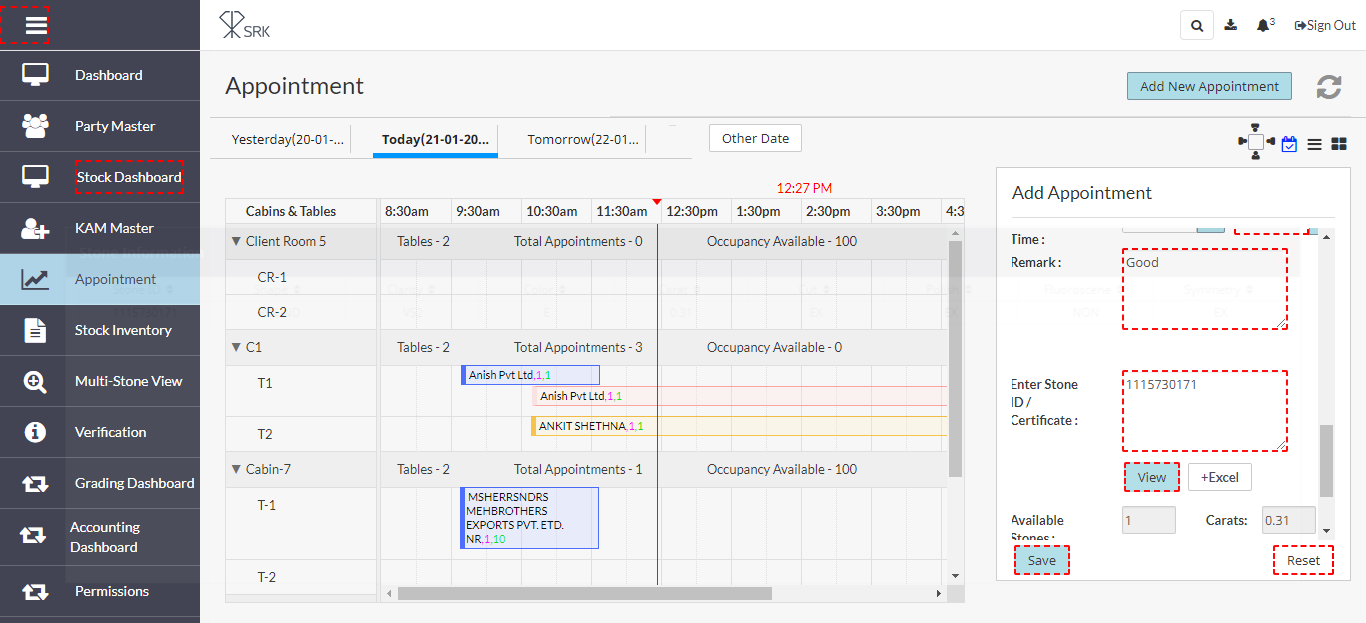 SRK
3
Sign Out
Dashboard
Party Master
Stock Dashboard
KAM Master
Appointment
Stock Inventory
Multi-Stone View
Verification
Grading Dashboard
Accounting
Dashboard
Permissions
Appointment
Add New Appointment
Yesterday(20-01-...
Today(21-01-20...
Tomorrow(22-01...
Other Date
12:27 PM
Cabins & Tables
8:30am 9:30am 10:30am 11:30am 12:30pm 1:30pm 2:30pm 3:30pm 4:3
Client Room 5 Tables - 2 Total Appointments - 0 Occupancy Available - 100
CR-1
CR-2
C1 Tables - 2 Total Appointments - 3 Occupancy Available - 0
T1
Anish Pvt Ltd,1,1
Anish Pvt Ltd,1,1
T2
ANKIT SHETHNA,1,1
Cabin-7 Tables - 2 Total Appointments - 1 Occupancy Available - 100
T-1
MSHERRSNDRS
MEHBROTHERS
EXPORTS PVT. ETD.
NR,1,10
T-2
Add Appointment
Time :
Remark :
Good
Enter Stone
ID /
Certificate :
1115730171
View
+Excel
Available
Stones :
1
Carats:
0.31
Save
Reset